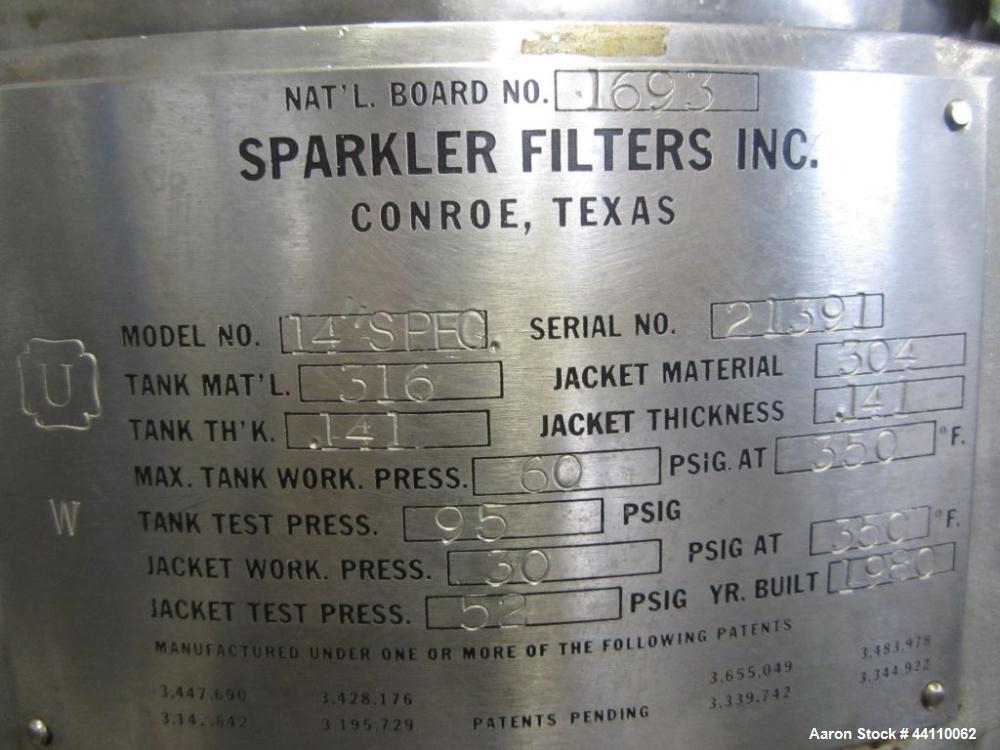 NAT'L. BOARD NO. 1693
SPARKLER FILTERS INC.
CONROE, TEXAS
MODEL NO. 14" SPEC. SERIAL NO. 21391
TANK MAT'L. 316 JACKET MATERIAL 304
U
TANK TH'K. .141 JACKET THICKNESS .141
MAX. TANK WORK. PRESS. 60 PSIG. AT 350 °F.
W
TANK TEST PRESS. 95 PSIG
JACKET WORK. PRESS. 30 PSIG AT 350 °F.
JACKET TEST PRESS. 52 PSIG YR. BUILT 1980
MANUFACTURED UNDER ONE OR MORE OF THE FOLLOWING PATENTS
3.447.690 3.428.176 3.655.049 3.483.978
3.195.729 PATENTS PENDING 3.339.742 3.344.922
Aaron Stock # 44110062